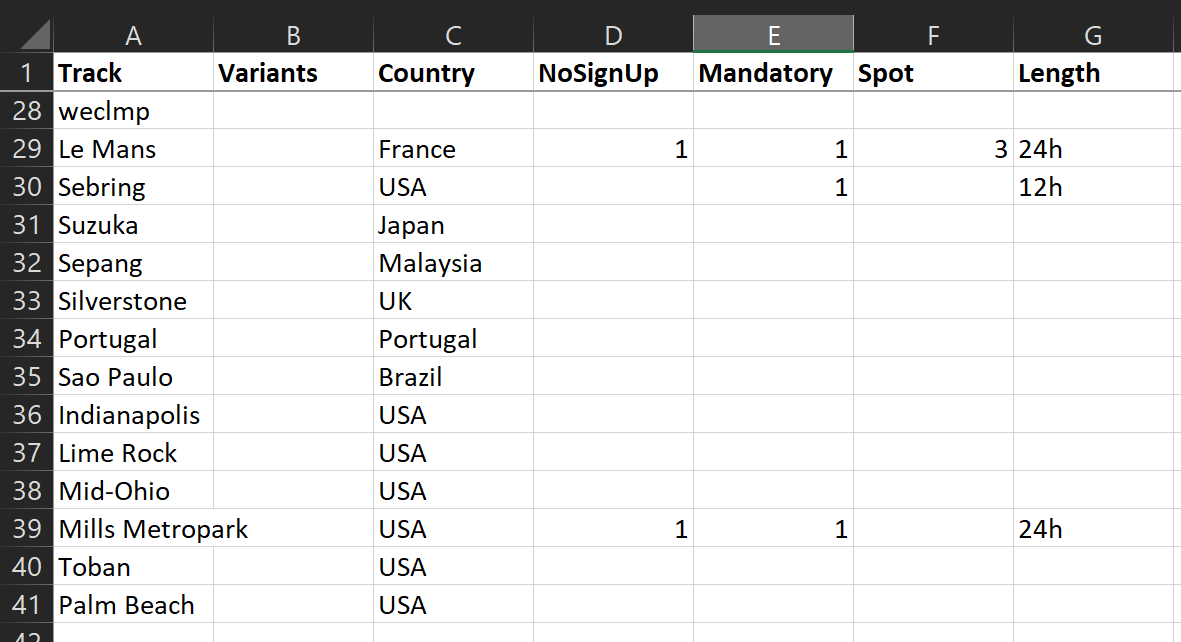 A B C D E F G
1 Track Variants Country NoSignUp Mandatory Spot Length
28 weclmp
29 Le Mans France 1 1 3 24h
30 Sebring USA 1 12h
31 Suzuka Japan
32 Sepang Malaysia
33 Silverstone UK
34 Portugal Portugal
35 Sao Paulo Brazil
36 Indianapolis USA
37 Lime Rock USA
38 Mid-Ohio USA
39 Mills Metropark USA 1 1 24h
40 Toban USA
41 Palm Beach USA
42